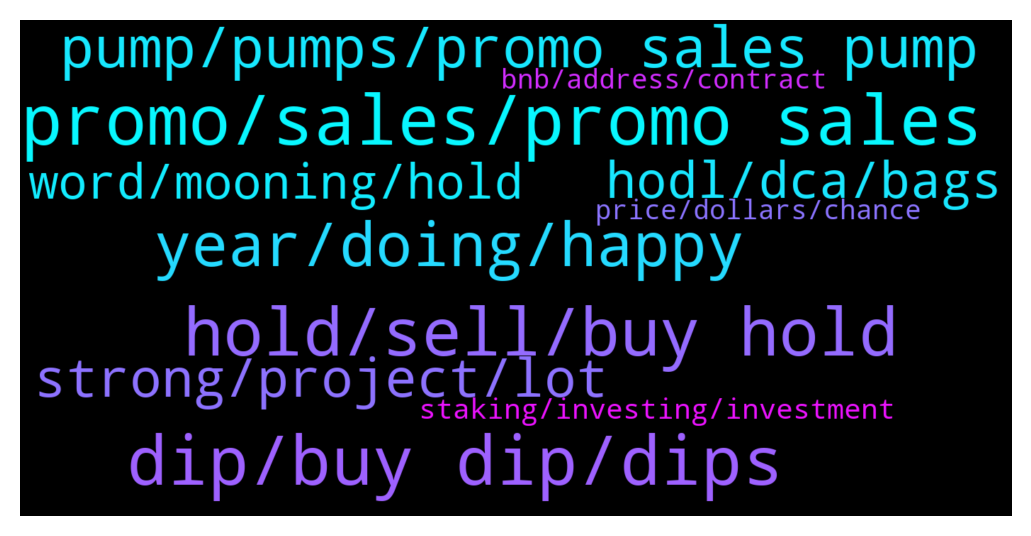 pump/pumps/promo sales pump
bnb/address/contract
promo/sales/promo sales
word/mooning/hold
hodl/dca/bags
price/dollars/chance
year/doing/happy
hold/sell/buy hold
strong/project/lot
staking/investing/investment
dip/buy dip/dips